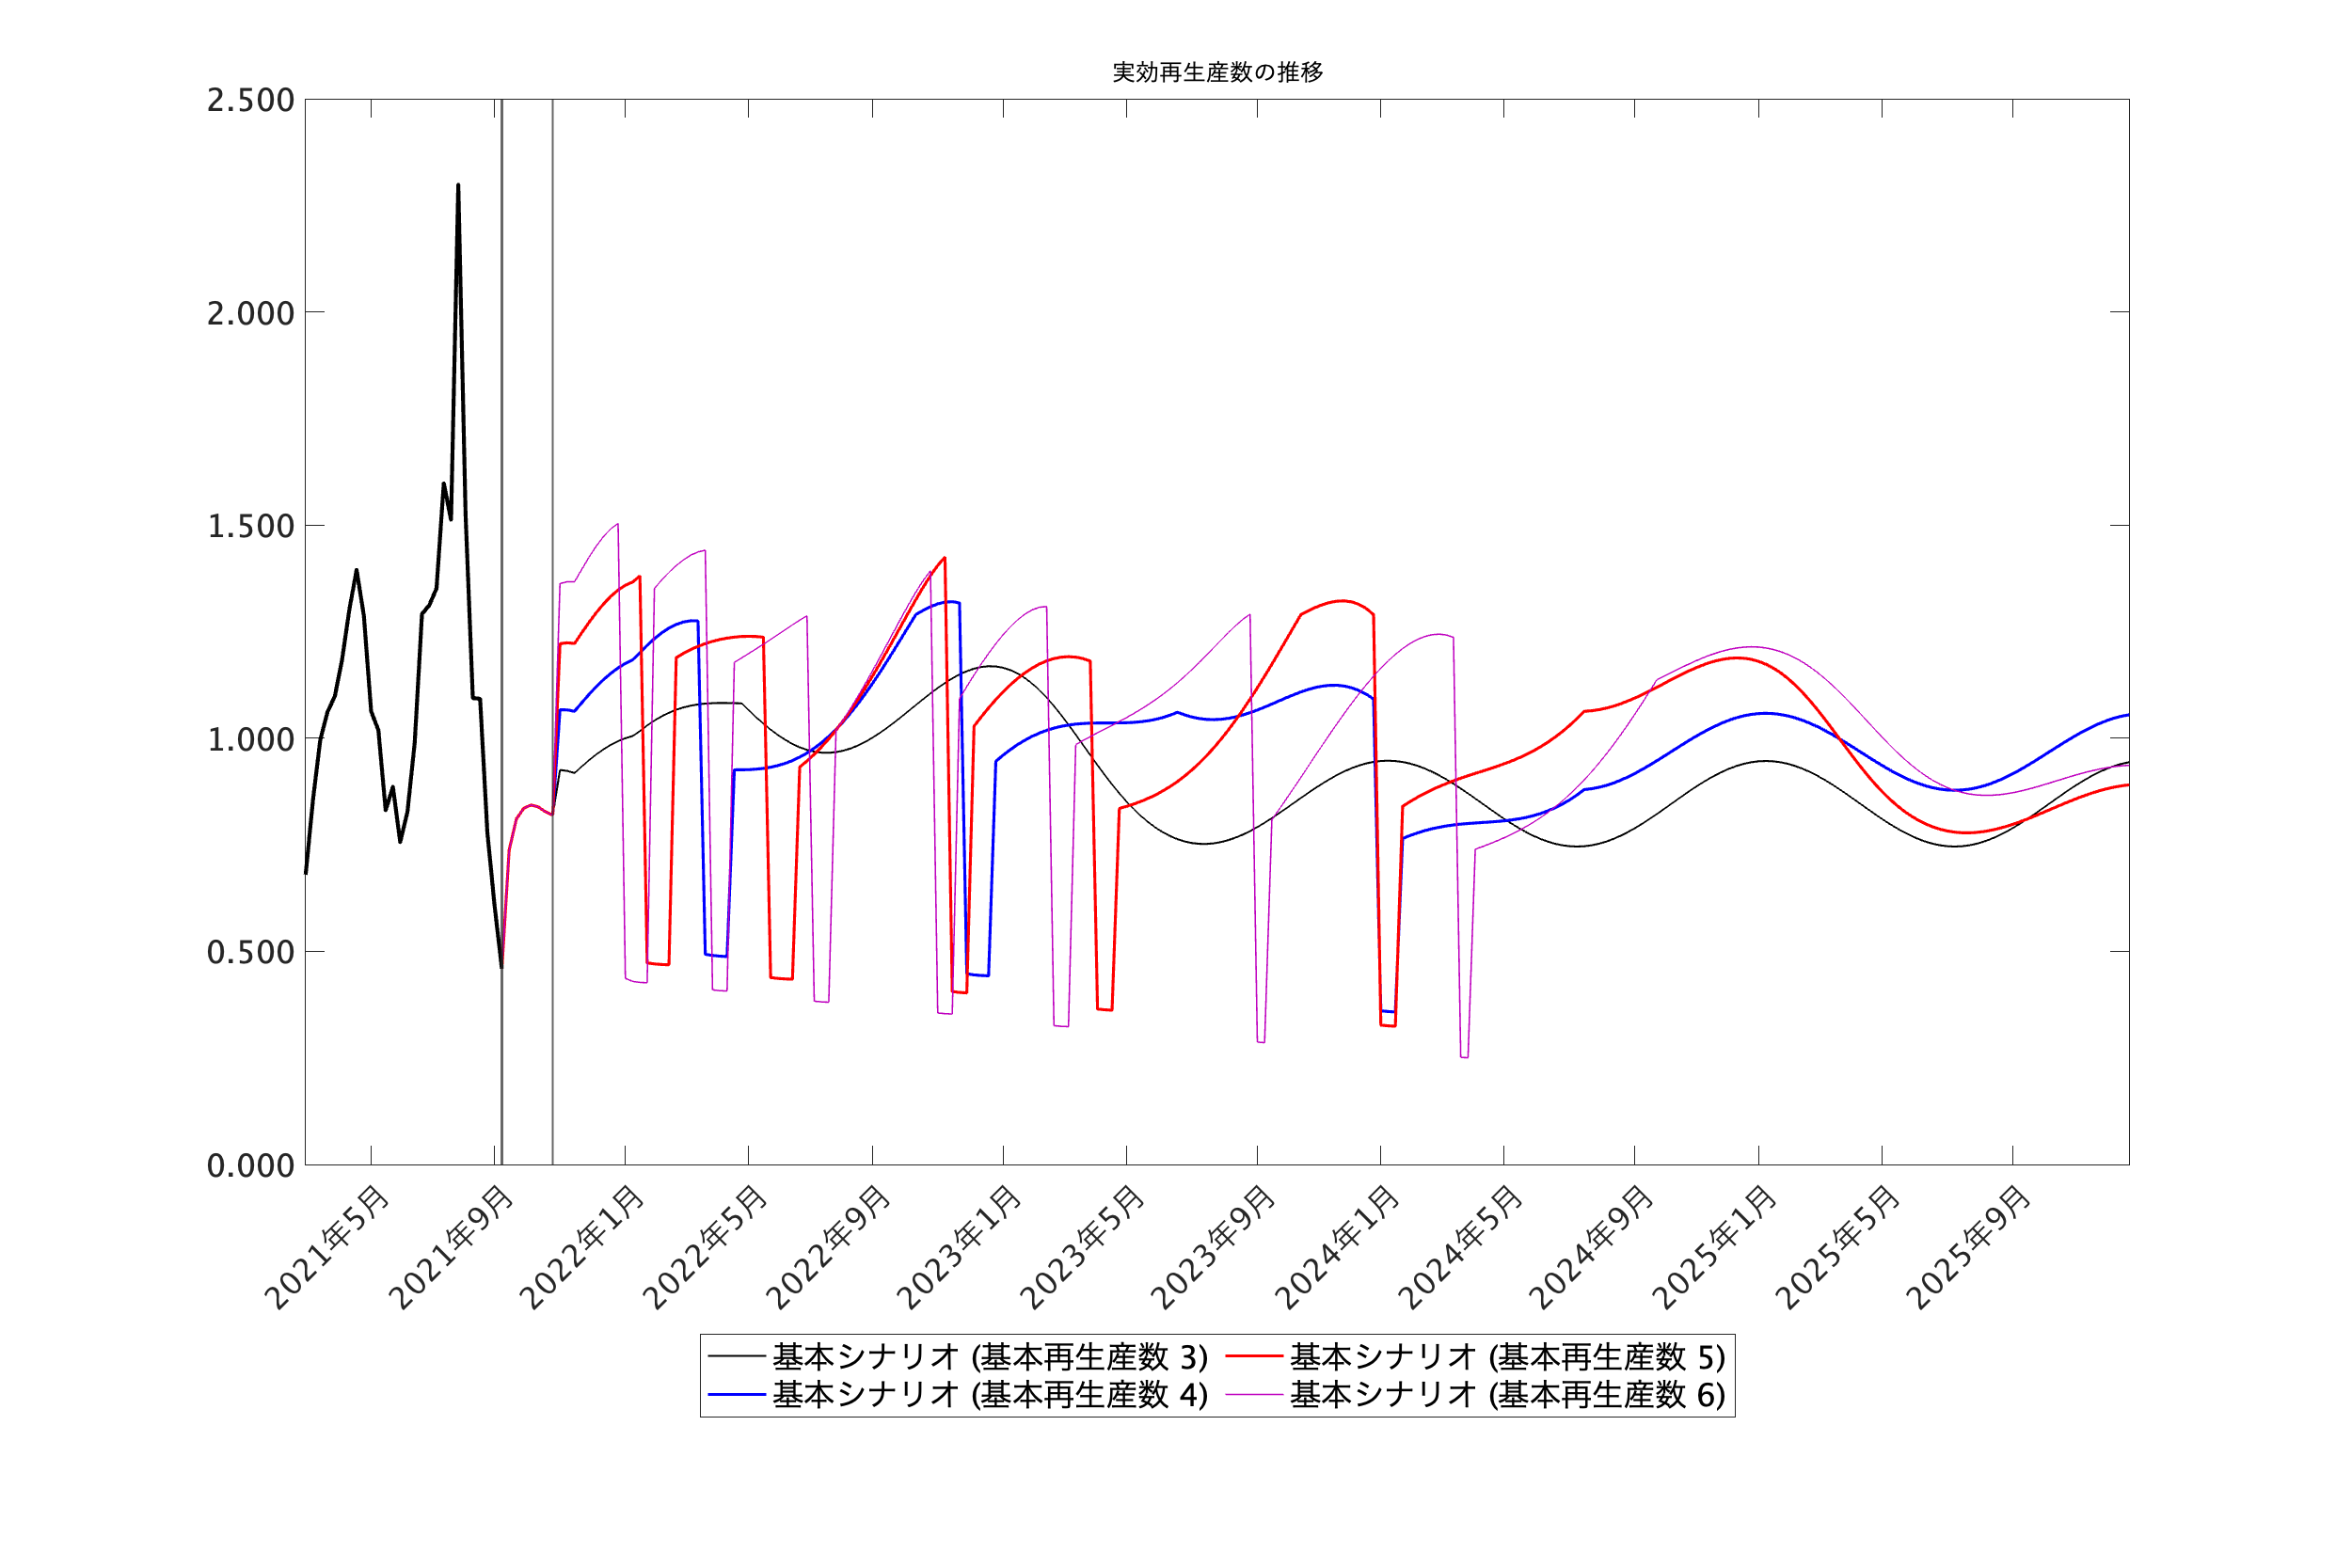 実効再生産数の推移
2.500
2.000
1.500
1.000
0.500
0.000
2021年5月
2021年9月
2022年1月
2022年5月
2022年9月
2023年1月
2023年5月
2023年9月
2024年1月
2024年5月
2024年9月
2025年1月
2025年5月
2025年9月
基本シナリオ (基本再生産数 3)
基本シナリオ (基本再生産数 4)
基本シナリオ (基本再生産数 5)
基本シナリオ (基本再生産数 6)